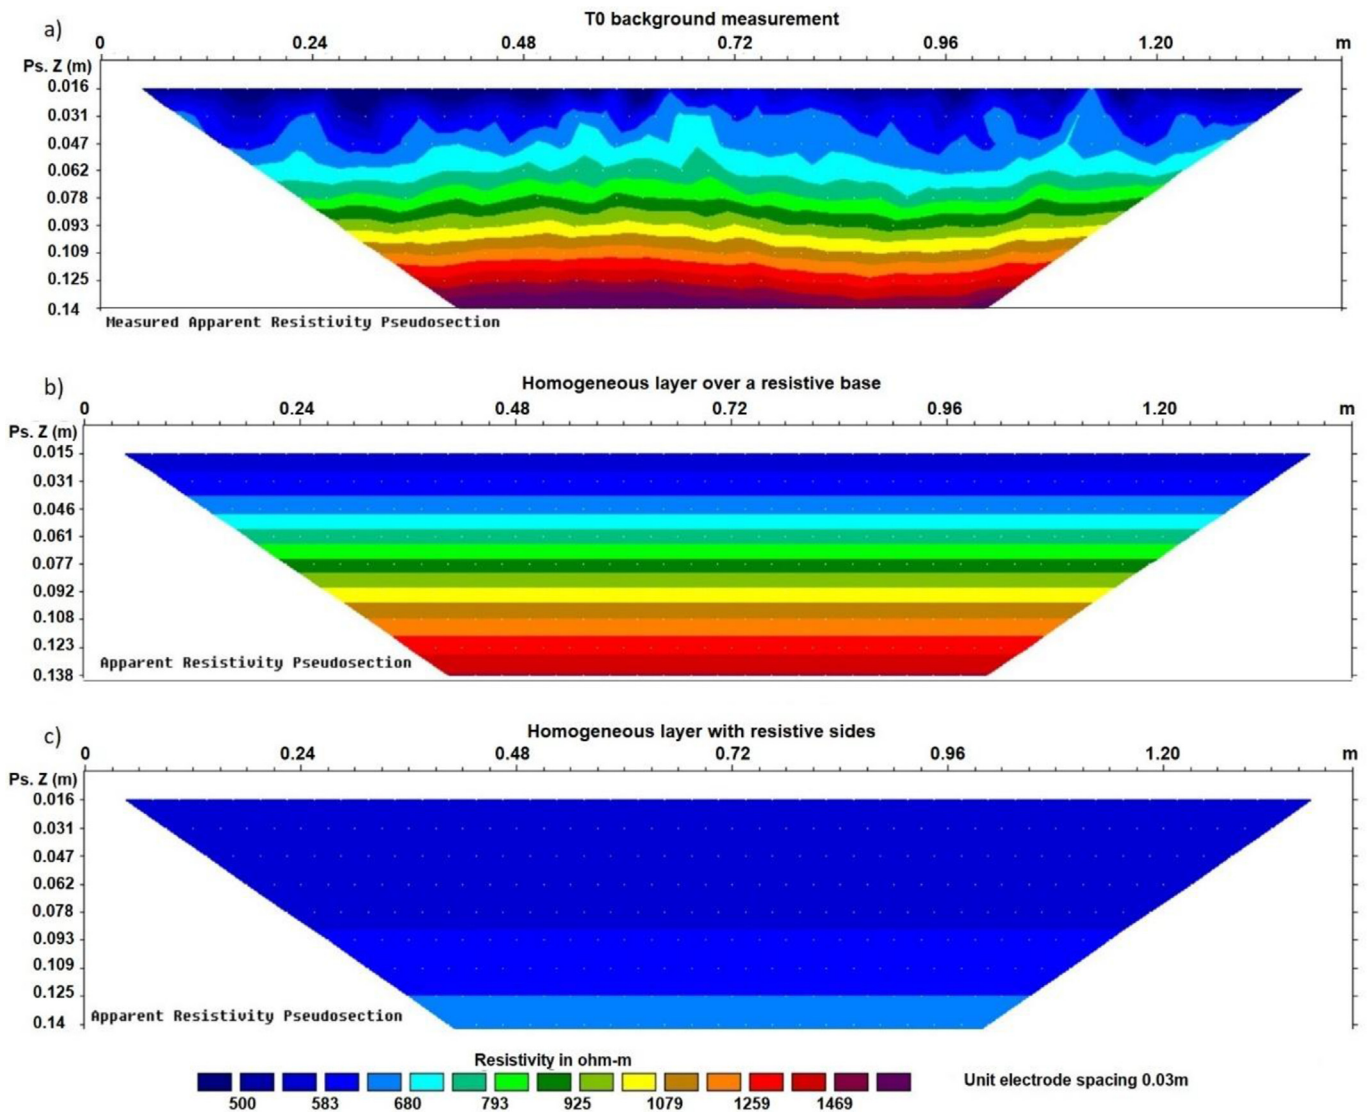 a)
T0 background measurement
0 0.24 0.48 0.72 0.96 1.20 m
Ps. Z (m)
0.016
0.031
0.047
0.062
0.078
0.093
0.109
0.125
0.14
Measured Apparent Resistivity Pseudosection
b)
Homogeneous layer over a resistive base
0 0.24 0.48 0.72 0.96 1.20 m
Ps. Z (m)
0.015
0.031
0.046
0.061
0.077
0.092
0.108
0.123
0.138
Apparent Resistivity Pseudosection
c)
Homogeneous layer with resistive sides
0 0.24 0.48 0.72 0.96 1.20 m
Ps. Z (m)
0.016
0.031
0.047
0.062
0.078
0.093
0.109
0.125
0.14
Apparent Resistivity Pseudosection
Resistivity in ohm-m
500 583 680 793 925 1079 1259 1469
Unit electrode spacing 0.03m